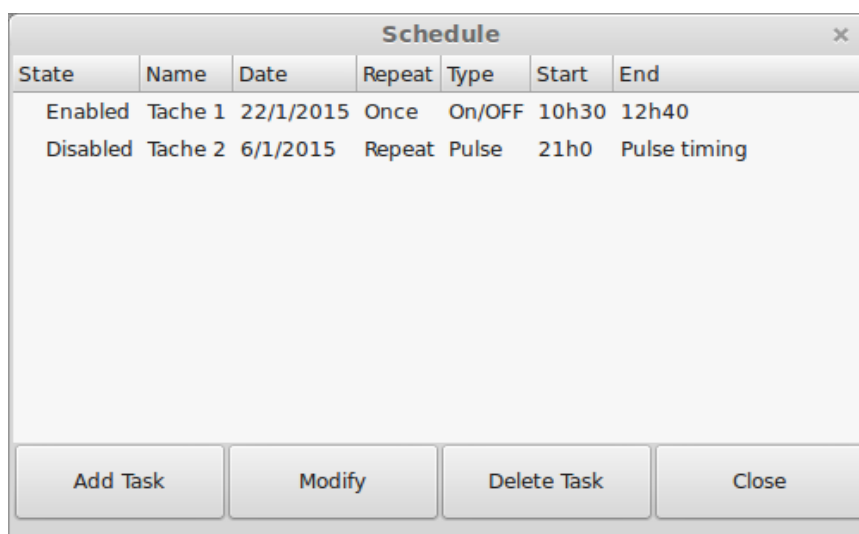 Schedule ×
State Name Date Repeat Type Start End
Enabled Tache 1 22/1/2015 Once On/OFF 10h30 12h40
Disabled Tache 2 6/1/2015 Repeat Pulse 21h0 Pulse timing
Add Task Modify Delete Task Close